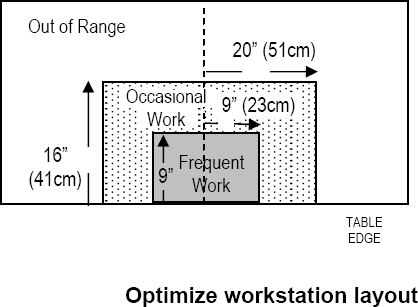 Out of Range
20” (51cm)
Occasional
Work
9” (23cm)
16”
(41cm)
9”
Frequent
Work
TABLE
EDGE
Optimize workstation layout